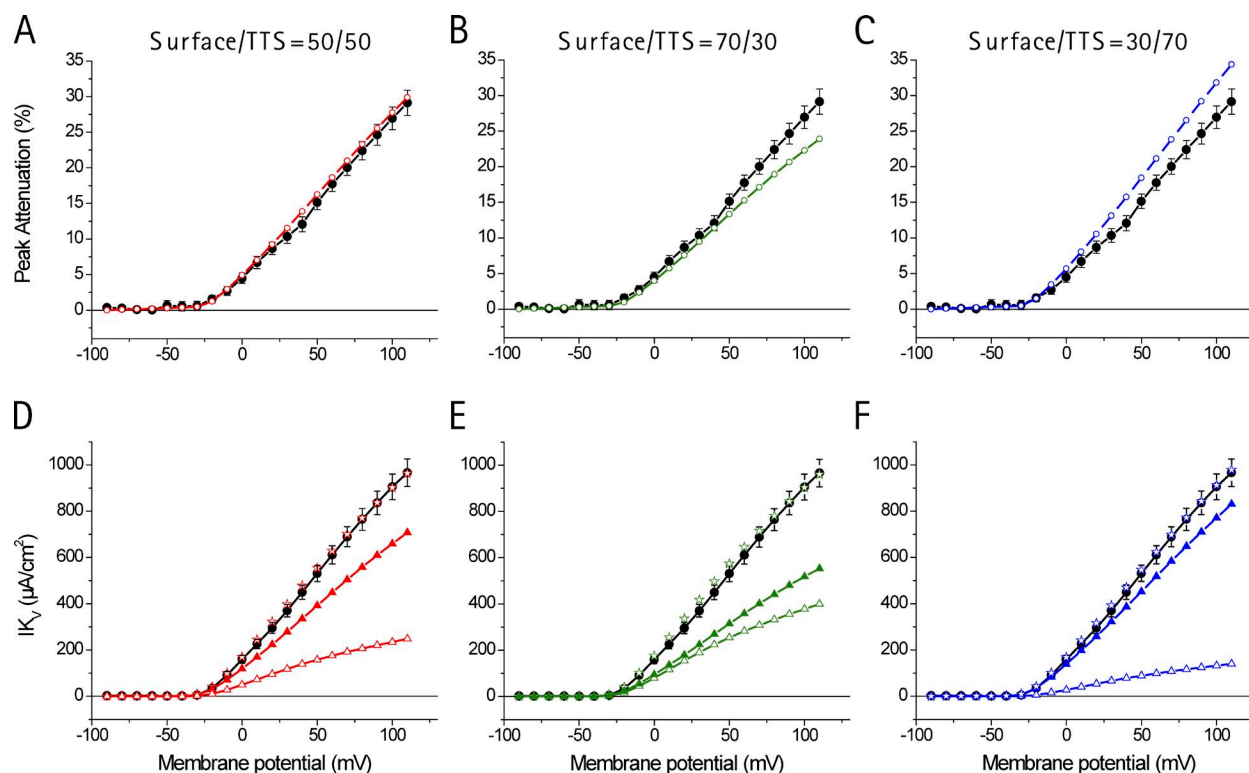 A
Surface/TTS=50/50
B
Surface/TTS=70/30
C
Surface/TTS=30/70
Peak Attenuation (%)
35
30
25
20
15
10
5
0
-100 -50 0 50 100
35
30
25
20
15
10
5
0
-100 -50 0 50 100
35
30
25
20
15
10
5
0
-100 -50 0 50 100
D
E
F
IKV (µA/cm²)
1000
800
600
400
200
0
-100 -50 0 50 100
Membrane potential (mV)
1000
800
600
400
200
0
-100 -50 0 50 100
Membrane potential (mV)
1000
800
600
400
200
0
-100 -50 0 50 100
Membrane potential (mV)